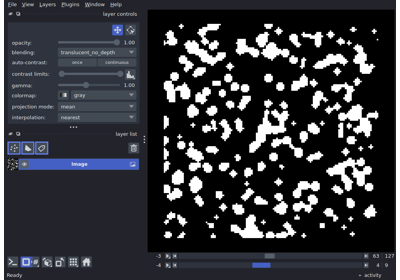 File View Layers Plugins Window Help
layer controls
opacity: 1.00
blending: translucent_no_depth
auto-contrast: once continuous
contrast limits:
gamma: 1.00
colormap: gray
projection mode: mean
interpolation: nearest
layer list
Image
-3 63 127
-4 4 9
Ready activity